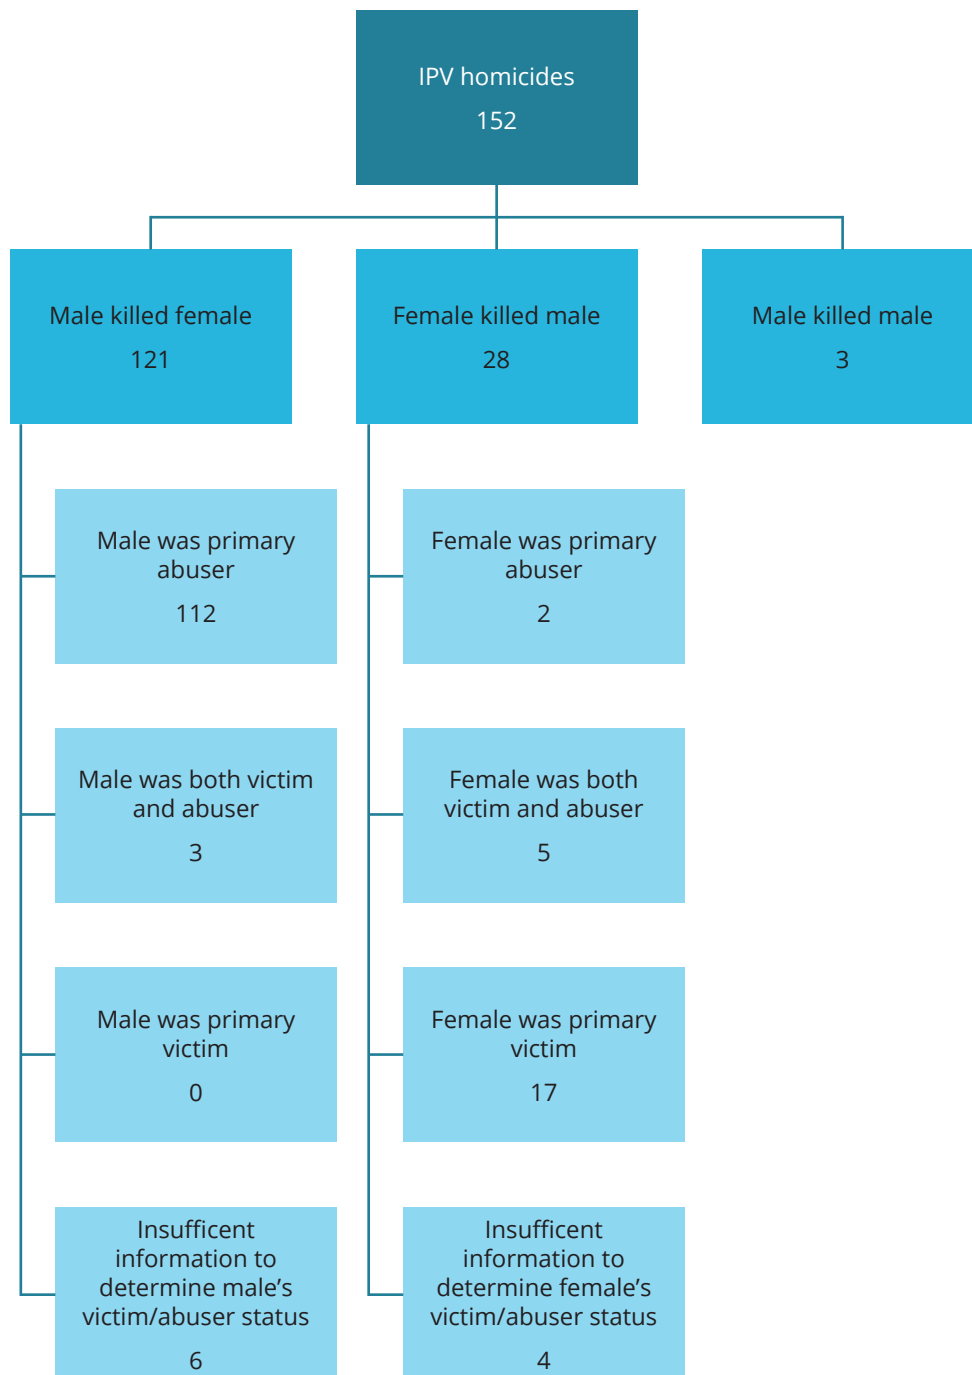 IPV homicides
152
Male killed female
121
Female killed male
28
Male killed male
3
Male was primary
abuser
112
Male was both victim
and abuser
3
Male was primary
victim
0
Insufficent
information to
determine male’s
victim/abuser status
6
Female was primary
abuser
2
Female was both
victim and abuser
5
Female was primary
victim
17
Insufficent
information to
determine female’s
victim/abuser status
4